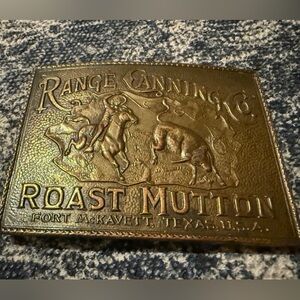 RANGE CANNING CO.
ROAST MUTTON
FORT McKAVETT, TEXAS, U.S.A.